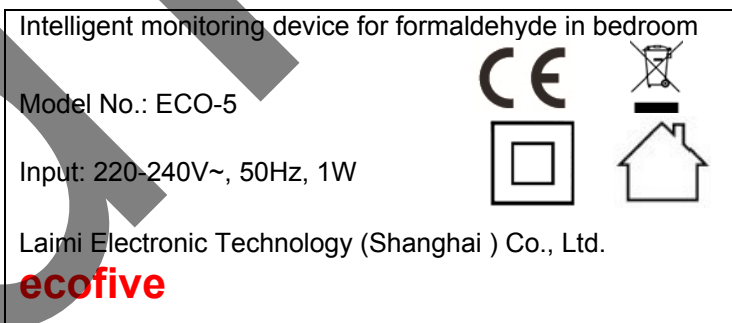 Intelligent monitoring device for formaldehyde in bedroom
Model No.: ECO-5
Input: 220-240V~, 50Hz, 1W
Laimi Electronic Technology (Shanghai ) Co., Ltd.
ecofive